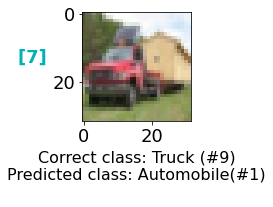 0
[7]
20
0 20
Correct class: Truck (#9)
Predicted class: Automobile(#1)